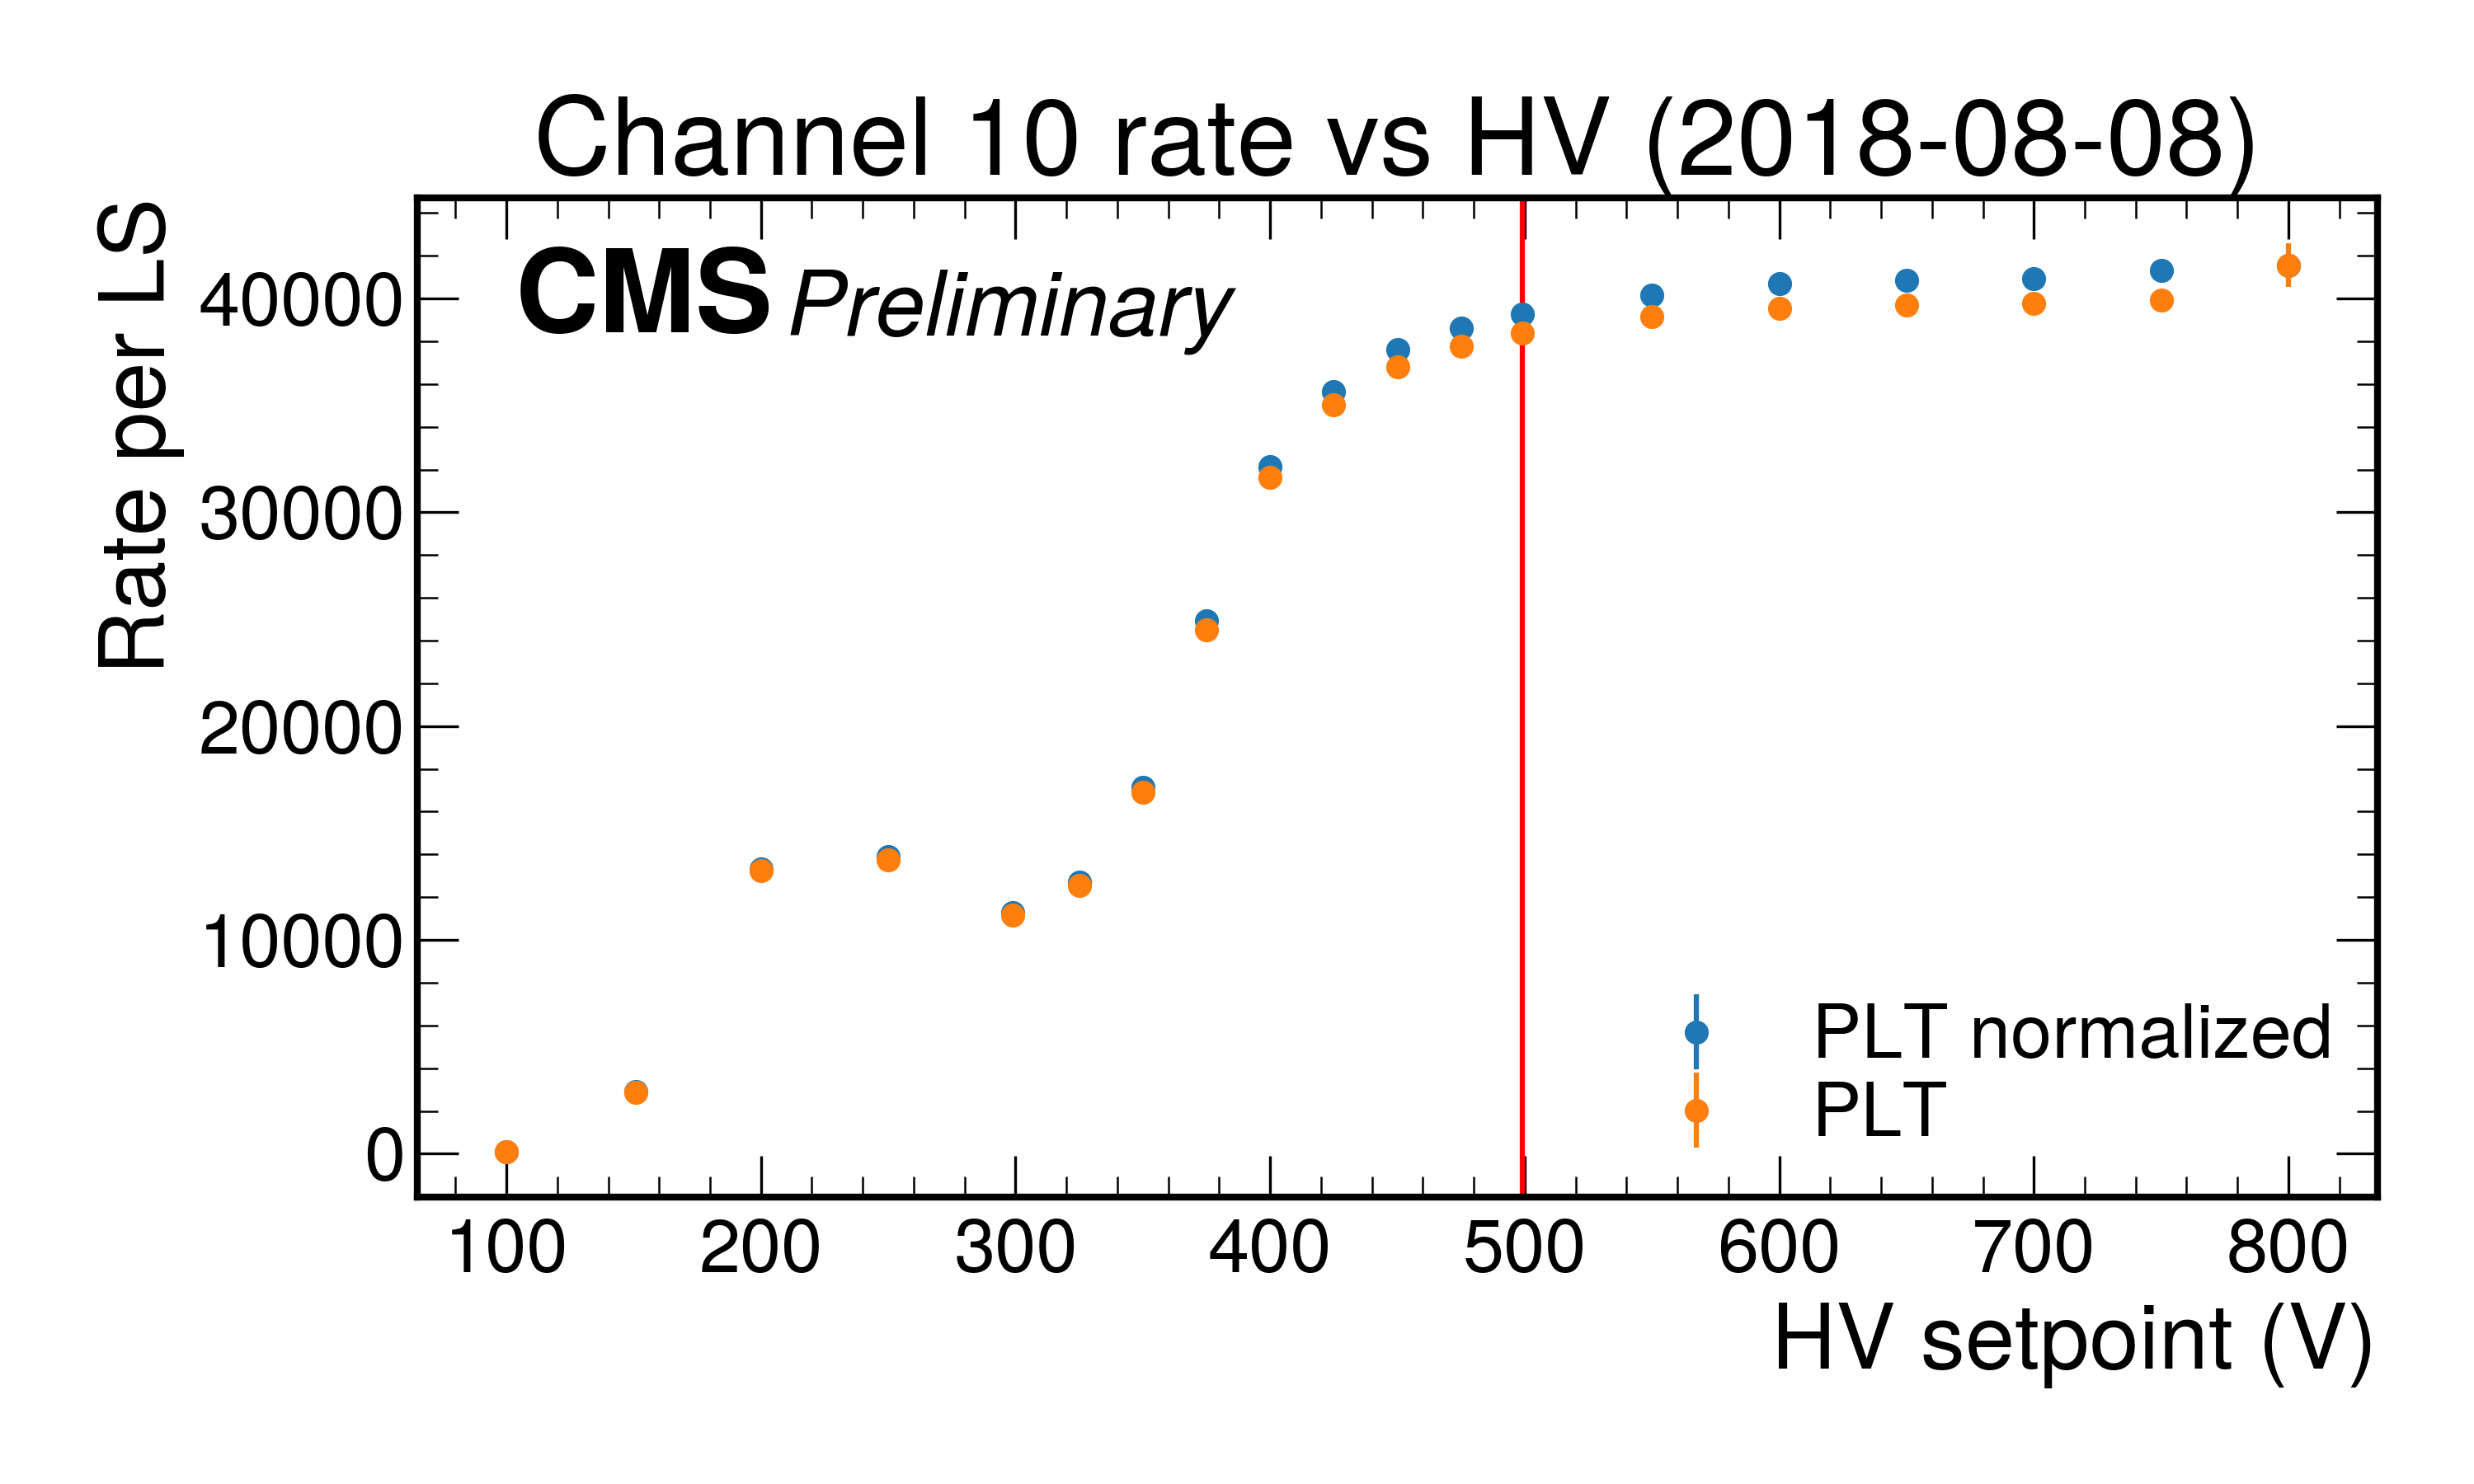 Channel 10 rate vs HV (2018-08-08)
CMS Preliminary
Rate per LS
40000
30000
20000
10000
0
PLT normalized
PLT
100 200 300 400 500 600 700 800
HV setpoint (V)